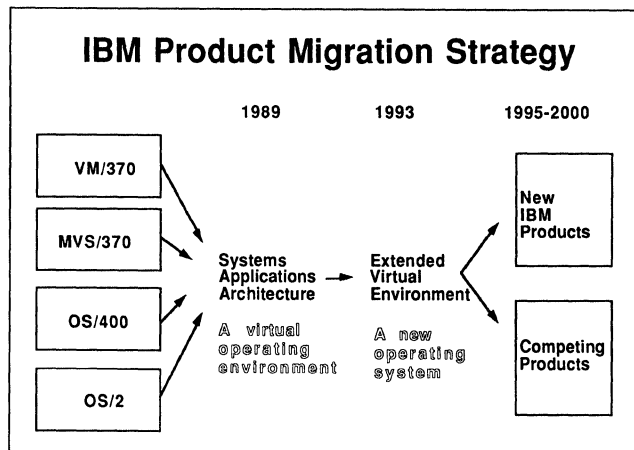 IBM Product Migration Strategy
1989
1993
1995-2000
VM/370
MVS/370
OS/400
OS/2
Systems
Applications
Architecture
A virtual
operating
environment
Extended
Virtual
Environment
A new
operating
system
New
IBM
Products
Competing
Products